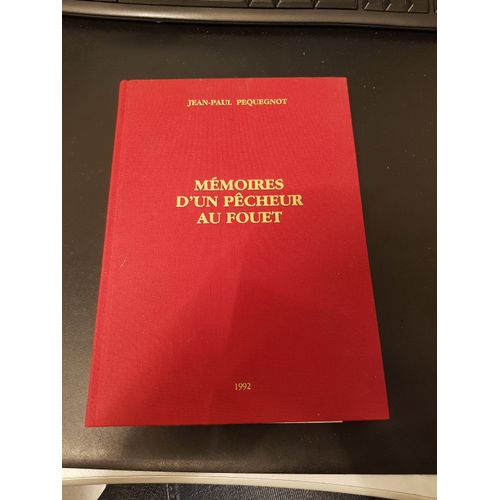 JEAN-PAUL PEQUEGNOT
MÉMOIRES
D'UN PÊCHEUR
AU FOUET
1992